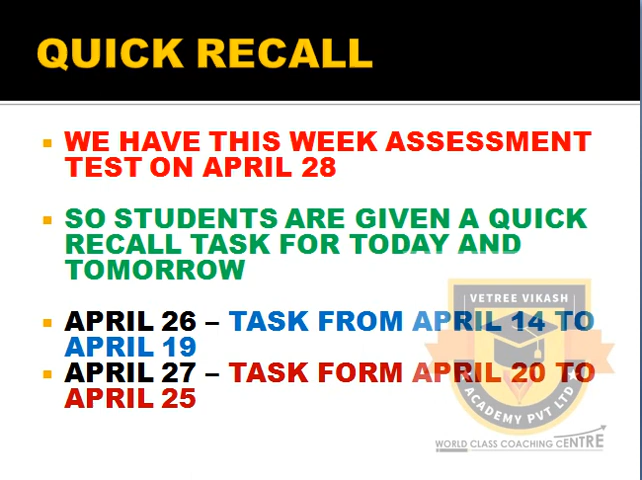 QUICK RECALL
WE HAVE THIS WEEK ASSESSMENT
TEST ON APRIL 28
SO STUDENTS ARE GIVEN A QUICK
RECALL TASK FOR TODAY AND
TOMORROW
APRIL 26 – TASK FROM APRIL 14 TO
APRIL 19
APRIL 27 – TASK FORM APRIL 20 TO
APRIL 25
VETREE VIKASH
ACADEMY PVT LTD
WORLD CLASS COACHING CENTRE